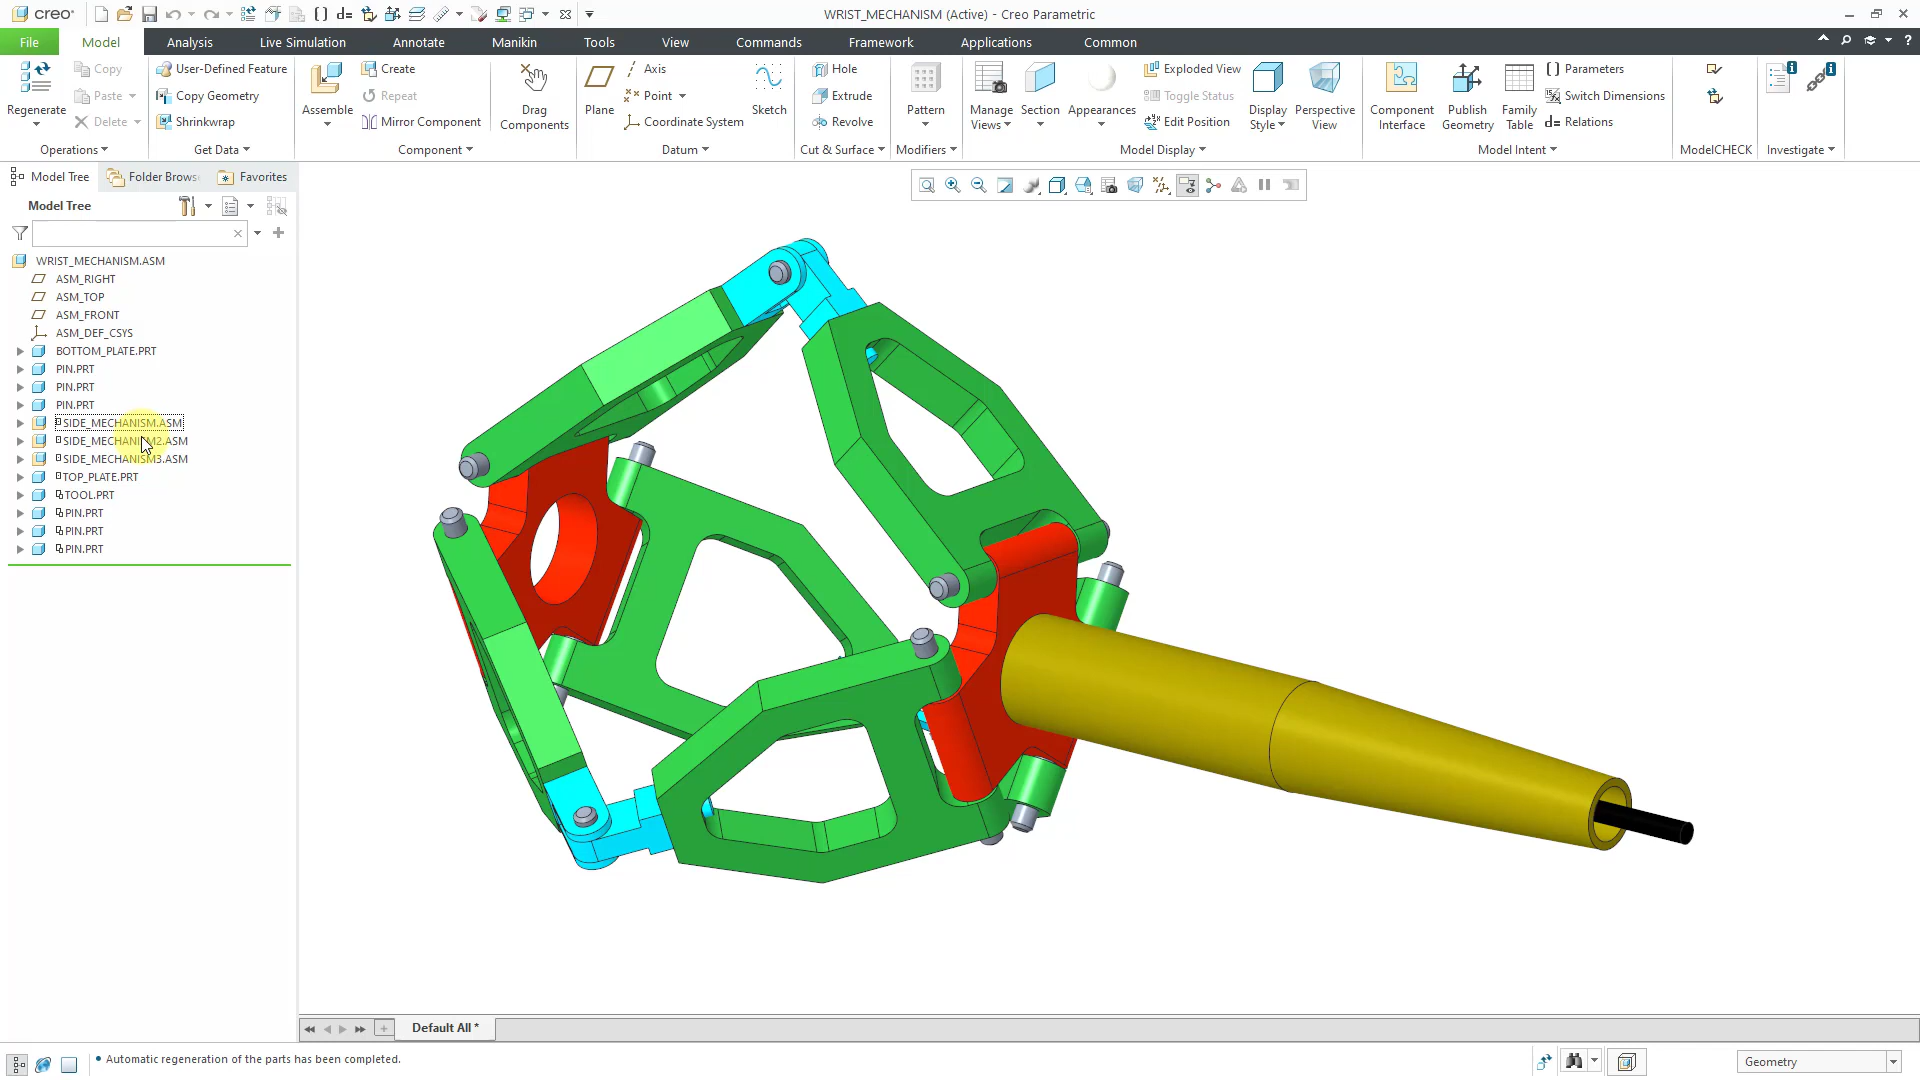 creo
WRIST_MECHANISM (Active) - Creo Parametric
File
Model
Analysis
Live Simulation
Annotate
Manikin
Tools
View
Commands
Framework
Applications
Common
Regenerate
Copy
Paste
Delete
Operations
User-Defined Feature
Copy Geometry
Shrinkwrap
Get Data
Assemble
Create
Repeat
Mirror Component
Component
Drag
Components
Plane
Axis
Point
Coordinate System
Sketch
Datum
Hole
Extrude
Revolve
Cut & Surface
Pattern
Modifiers
Manage
Views
Section
Appearances
Exploded View
Toggle Status
Edit Position
Display
Style
Perspective
View
Model Display
Component
Interface
Publish
Geometry
Family
Table
Parameters
Switch Dimensions
d= Relations
Model Intent
ModelCHECK
Investigate
Model Tree
Folder Brows
Favorites
Model Tree
WRIST_MECHANISM.ASM
ASM_RIGHT
ASM_TOP
ASM_FRONT
ASM_DEF_CSYS
BOTTOM_PLATE.PRT
PIN.PRT
PIN.PRT
PIN.PRT
SIDE_MECHANISM.ASM
SIDE_MECHANISM2.ASM
SIDE_MECHANISM3.ASM
TOP_PLATE.PRT
TOOL.PRT
PIN.PRT
PIN.PRT
PIN.PRT
Default All *
• Automatic regeneration of the parts has been completed.
Geometry